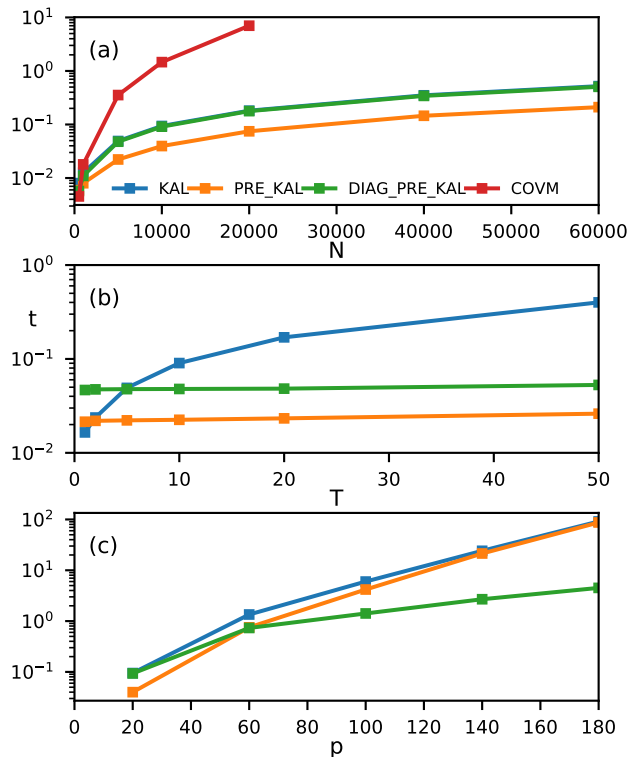 10¹
(a)
10⁰
10⁻¹
10⁻²
KAL PRE_KAL DIAG_PRE_KAL COVM
0 10000 20000 30000 40000 50000 60000
N
10⁰
(b)
t
10⁻¹
10⁻²
0 10 20 30 40 50
T
10²
(c)
10¹
10⁰
10⁻¹
0 20 40 60 80 100 120 140 160 180
p